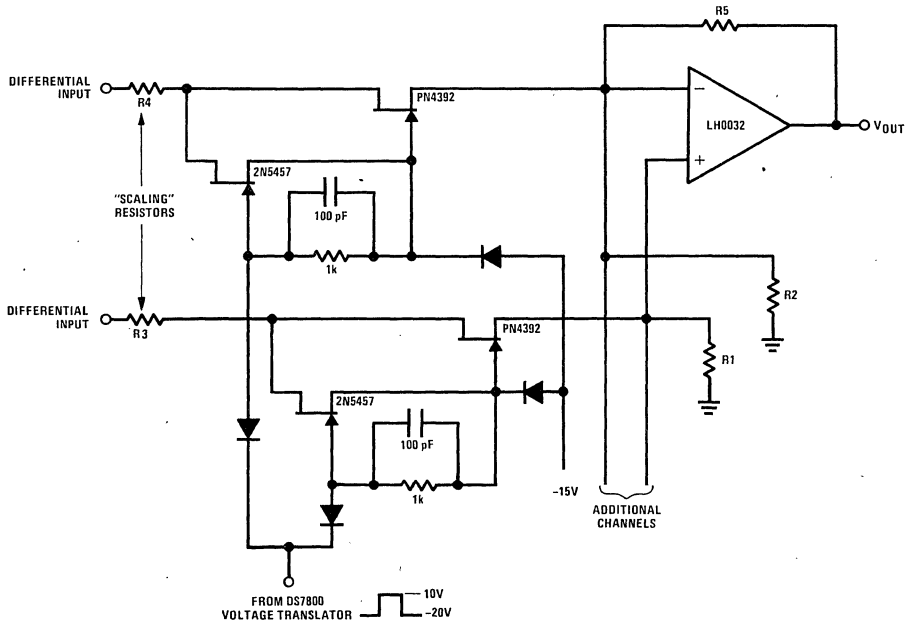 R5
DIFFERENTIAL
INPUT
R4
PN4392
−
LH0032
+
VOUT
2N5457
"SCALING"
RESISTORS
100 pF
1k
R2
DIFFERENTIAL
INPUT
R3
PN4392
R1
2N5457
100 pF
1k
−15V
ADDITIONAL
CHANNELS
FROM DS7800
VOLTAGE TRANSLATOR
10V
−20V